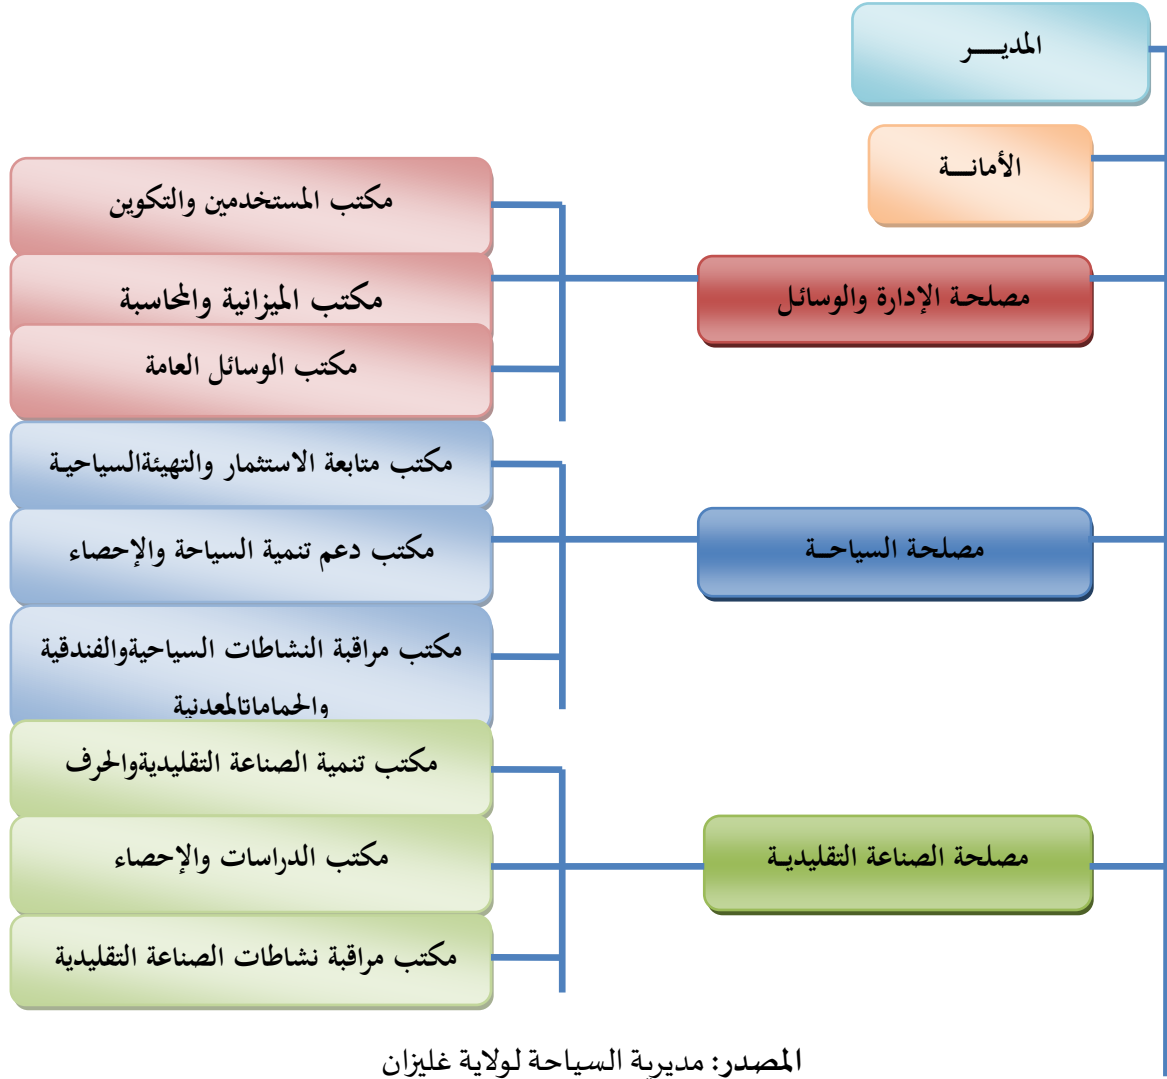 المديـــر
الأمانـــة
مصلحة الإدارة والوسائل
مكتب المستخدمين والتكوين
مكتب الميزانية والمحاسبة
مكتب الوسائل العامة
مصلحة السياحـة
مكتب متابعة الاستثمار والتهيئةالسياحية
مكتب دعم تنمية السياحة والإحصاء
مكتب مراقبة النشاطات السياحيةوالفندقية
والحماماتالمعدنية
مصلحة الصناعة التقليدية
مكتب تنمية الصناعة التقليديةوالحرف
مكتب الدراسات والإحصاء
مكتب مراقبة نشاطات الصناعة التقليدية
المصدر: مديرية السياحة لولاية غليزان